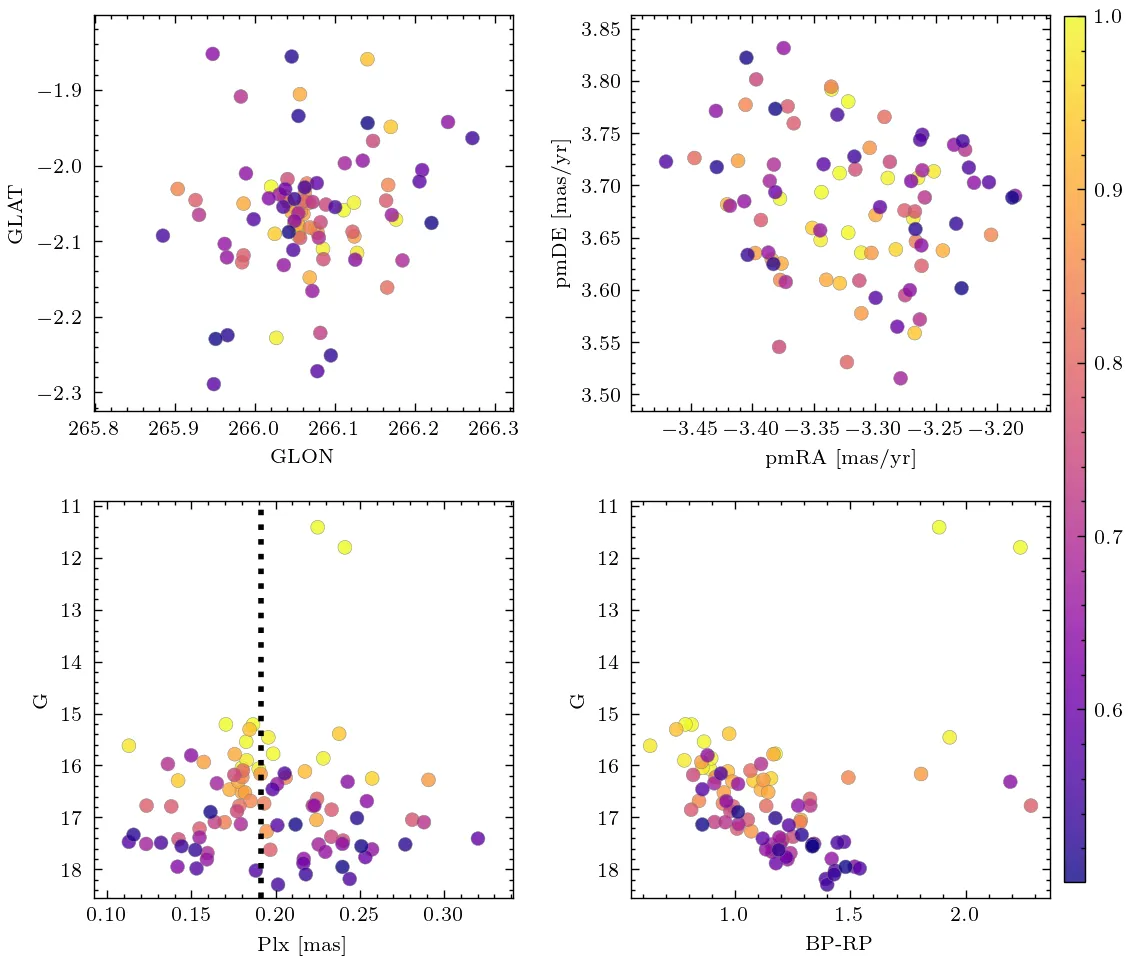 −1.9
−2.0
−2.1
−2.2
−2.3
GLAT
265.8 265.9 266.0 266.1 266.2 266.3
GLON
3.85
3.80
3.75
3.70
3.65
3.60
3.55
3.50
pmDE [mas/yr]
−3.45 −3.40 −3.35 −3.30 −3.25 −3.20
pmRA [mas/yr]
1.0
0.9
0.8
0.7
0.6
11
12
13
14
15
16
17
18
G
0.10 0.15 0.20 0.25 0.30
Plx [mas]
11
12
13
14
15
16
17
18
G
1.0 1.5 2.0
BP-RP